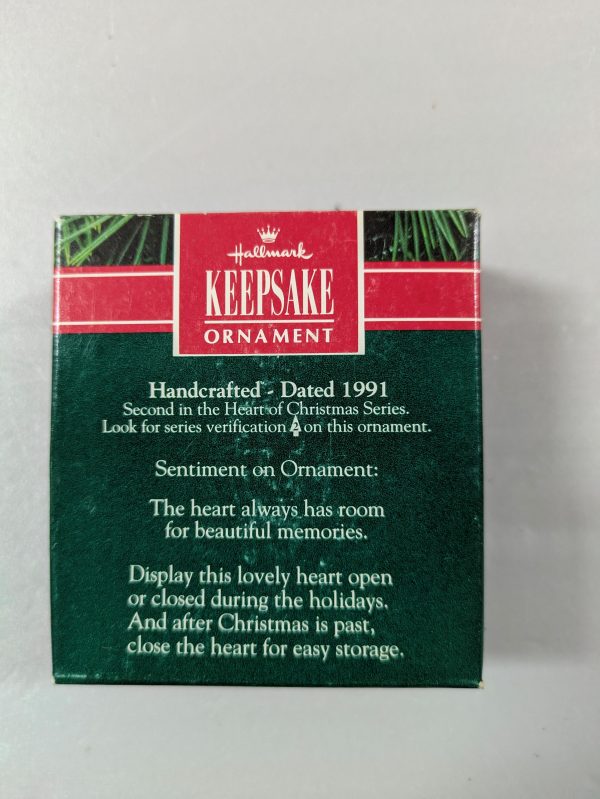 Hallmark
KEEPSAKE
ORNAMENT
Handcrafted - Dated 1991
Second in the Heart of Christmas Series.
Look for series verification 2 on this ornament.
Sentiment on Ornament:
The heart always has room
for beautiful memories.
Display this lovely heart open
or closed during the holidays.
And after Christmas is past,
close the heart for easy storage.